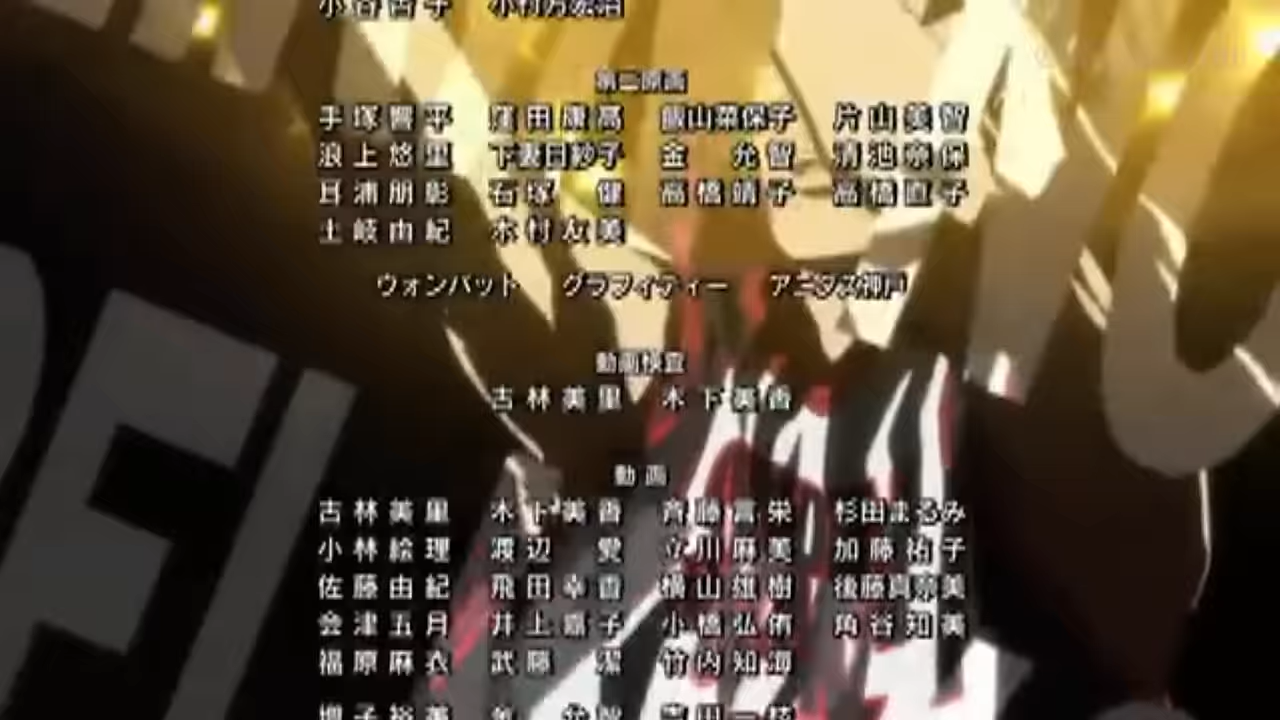 第二原画
手塚響平 窪田康高 飯山菜保子 片山美智
浪上悠里 下妻日紗子 金 允智 清池奈保
耳浦朋彰 石塚 健 高橋靖子 高橋直子
土岐由紀 木村友美
ウォンバット グラフィティー アニタス神戸
動画検査
古林美里 木下美香
動画
古林美里 木下美香 斉藤富栄 杉田まるみ
小林絵理 渡辺 愛 立川麻美 加藤祐子
佐藤由紀 飛田幸香 横山雄樹 後藤真奈美
会津五月 井上嘉子 小橋弘侑 角谷知美
福原麻衣 武藤 潔 竹内知海